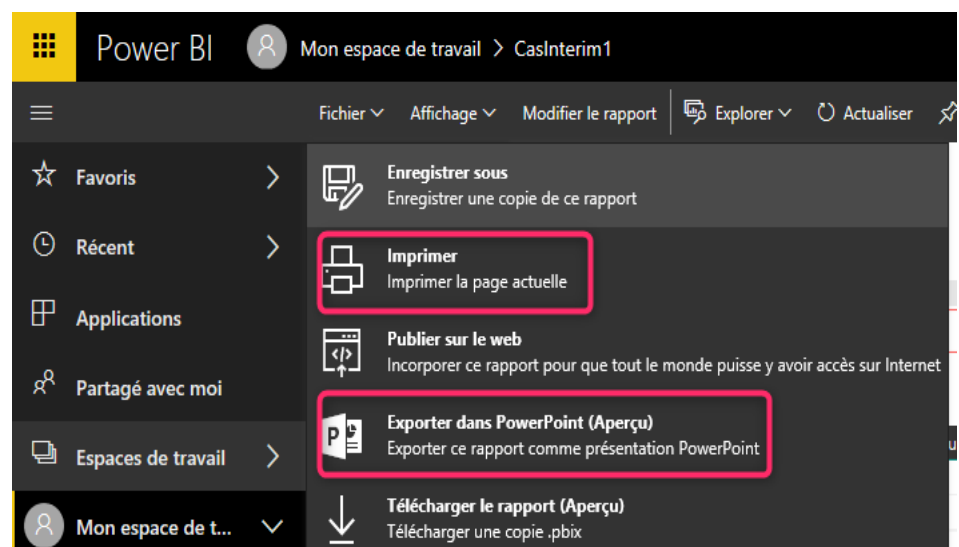 Power BI Mon espace de travail > CasInterim1
Fichier Affichage Modifier le rapport Explorer Actualiser
Favoris
Récent
Applications
Partagé avec moi
Espaces de travail
Mon espace de t...
Enregistrer sous
Enregistrer une copie de ce rapport
Imprimer
Imprimer la page actuelle
Publier sur le web
Incorporer ce rapport pour que tout le monde puisse y avoir accès sur Internet
Exporter dans PowerPoint (Aperçu)
Exporter ce rapport comme présentation PowerPoint
Télécharger le rapport (Aperçu)
Télécharger une copie .pbix